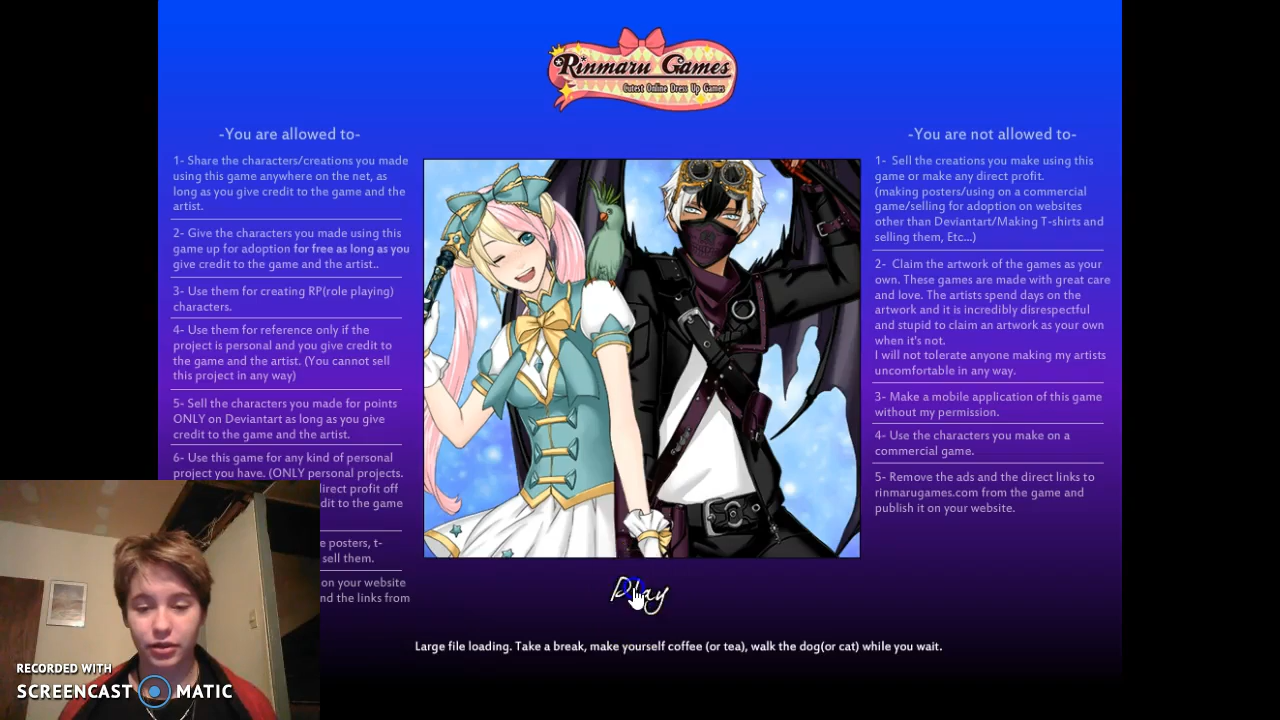 Rinmaru Games
Cutest Online Dress Up Games
-You are allowed to-
1- Share the characters/creations you made
using this game anywhere on the net, as
long as you give credit to the game and the
artist.
2- Give the characters you made using this
game up for adoption for free as long as you
give credit to the game and the artist..
3- Use them for creating RP(role playing)
characters.
4- Use them for reference only if the
project is personal and you give credit to
the game and the artist. (You cannot sell
this project in any way)
5- Sell the characters you made for points
ONLY on Deviantart as long as you give
credit to the game and the artist.
6- Use this game for any kind of personal
project you have. (ONLY personal projects.
direct profit off
dit to the game
e posters, t-
sell them.
on your website
nd the links from
-You are not allowed to-
1- Sell the creations you make using this
game or make any direct profit.
(making posters/using on a commercial
game/selling for adoption on websites
other than Deviantart/Making T-shirts and
selling them, Etc...)
2- Claim the artwork of the games as your
own. These games are made with great care
and love. The artists spend days on the
artwork and it is incredibly disrespectful
and stupid to claim an artwork as your own
when it's not.
I will not tolerate anyone making my artists
uncomfortable in any way.
3- Make a mobile application of this game
without my permission.
4- Use the characters you make on a
commercial game.
5- Remove the ads and the direct links to
rinmarugames.com from the game and
publish it on your website.
Play
Large file loading. Take a break, make yourself coffee (or tea), walk the dog(or cat) while you wait.
RECORDED WITH
SCREENCAST MATIC